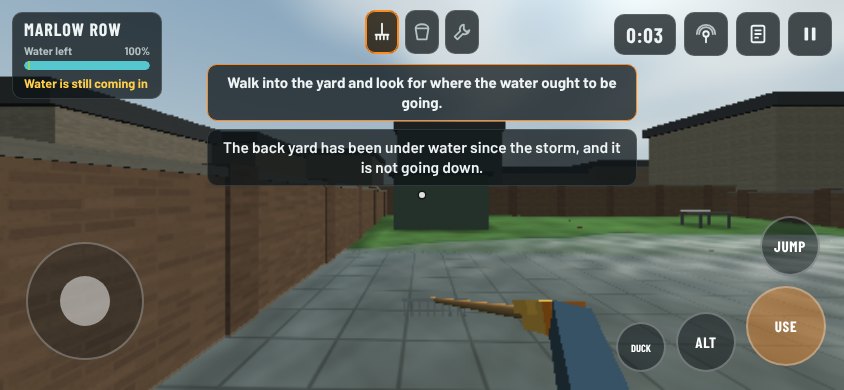 MARLOW ROW
Water left 100%
Water is still coming in
0:03
Walk into the yard and look for where the water ought to be
going.
The back yard has been under water since the storm, and it
is not going down.
JUMP
USE
ALT
DUCK